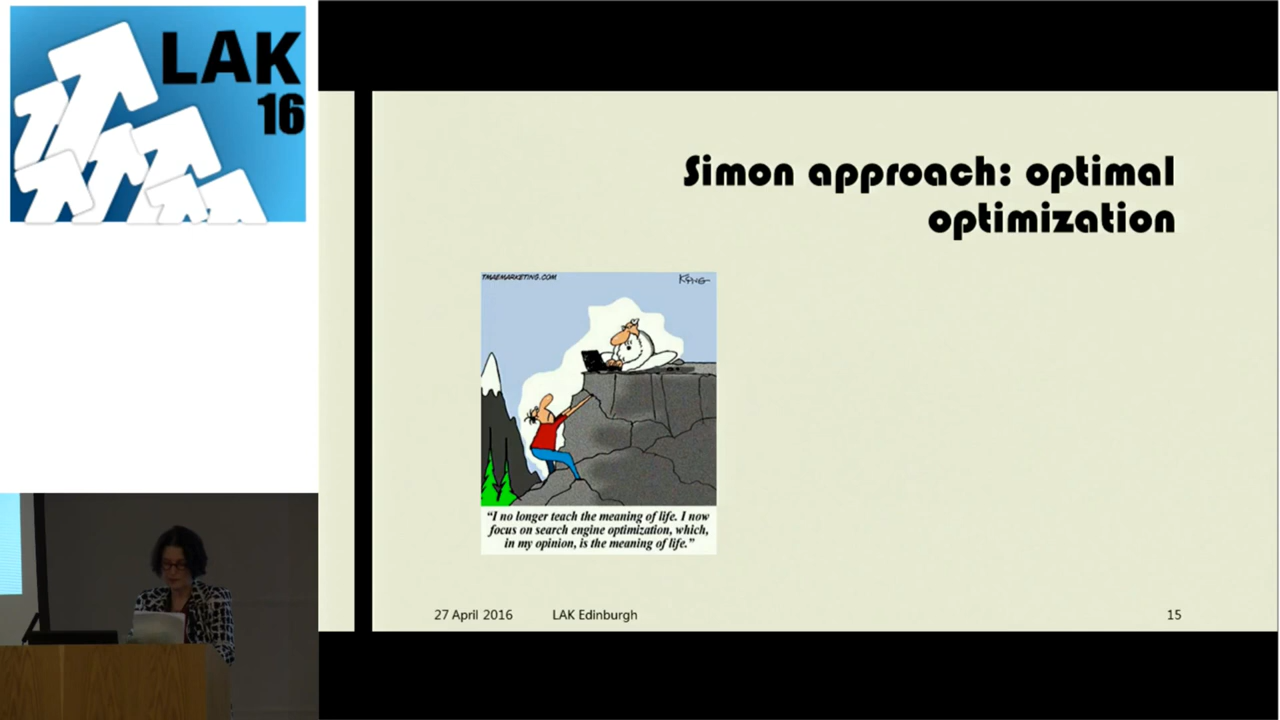 LAK
16
Simon approach: optimal
optimization
TMAEMARKETING.COM
KING
"I no longer teach the meaning of life. I now
focus on search engine optimization, which,
in my opinion, is the meaning of life."
27 April 2016 LAK Edinburgh 15